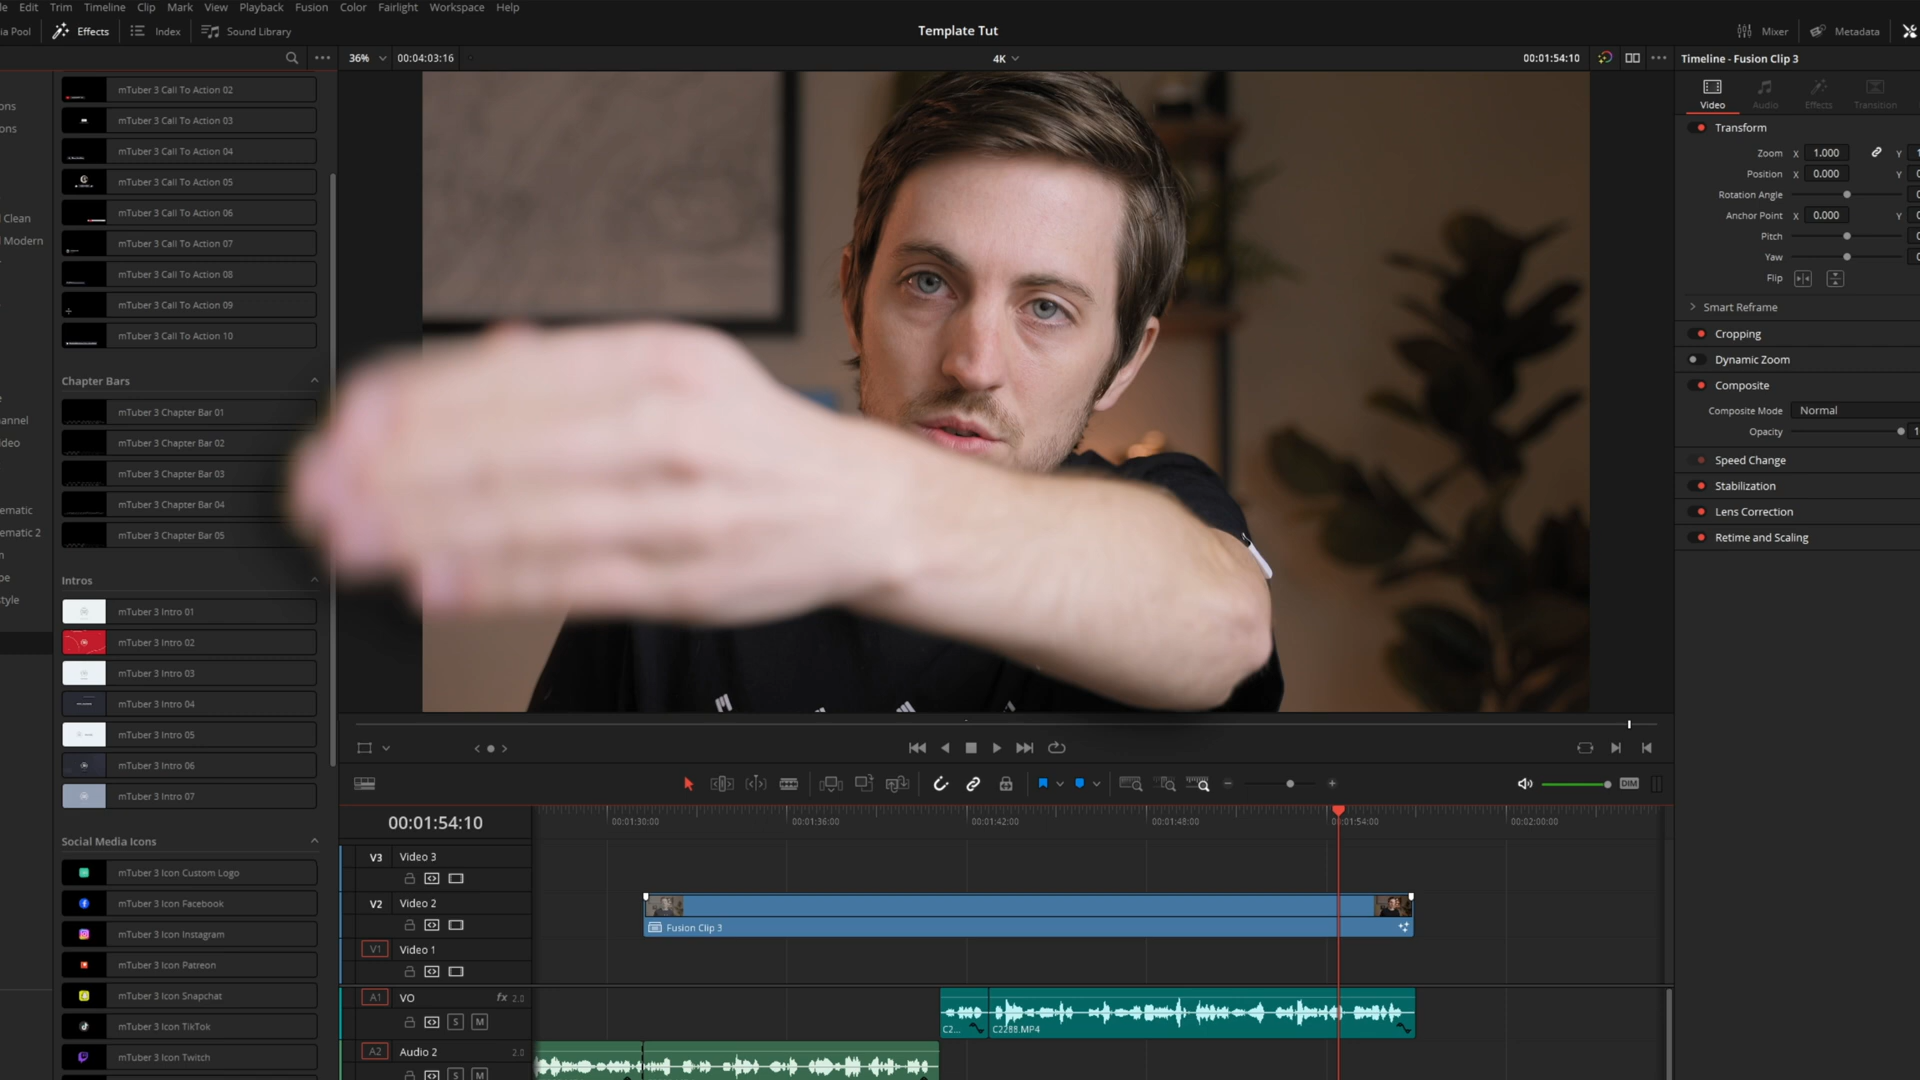 Edit Trim Timeline Clip Mark View Playback Fusion Color Fairlight Workspace Help
Effects Index Sound Library
Template Tut
Mixer Metadata
36% 00:04:03:16
4K
00:01:54:10
Timeline - Fusion Clip 3
Video Audio Effects Transition
Transform
Zoom X 1.000 Y
Position X 0.000 Y
Rotation Angle
Anchor Point X 0.000 Y
Pitch
Yaw
Flip
Smart Reframe
Cropping
Dynamic Zoom
Composite
Composite Mode Normal
Opacity
Speed Change
Stabilization
Lens Correction
Retime and Scaling
Clean
Modern
mTuber 3 Call To Action 02
mTuber 3 Call To Action 03
mTuber 3 Call To Action 04
mTuber 3 Call To Action 05
mTuber 3 Call To Action 06
mTuber 3 Call To Action 07
mTuber 3 Call To Action 08
mTuber 3 Call To Action 09
mTuber 3 Call To Action 10
Chapter Bars
mTuber 3 Chapter Bar 01
mTuber 3 Chapter Bar 02
mTuber 3 Chapter Bar 03
mTuber 3 Chapter Bar 04
mTuber 3 Chapter Bar 05
Intros
mTuber 3 Intro 01
mTuber 3 Intro 02
mTuber 3 Intro 03
mTuber 3 Intro 04
mTuber 3 Intro 05
mTuber 3 Intro 06
mTuber 3 Intro 07
Social Media Icons
mTuber 3 Icon Custom Logo
mTuber 3 Icon Facebook
mTuber 3 Icon Instagram
mTuber 3 Icon Patreon
mTuber 3 Icon Snapchat
mTuber 3 Icon TikTok
mTuber 3 Icon Twitch
DIM
00:01:54:10
00:01:30:00 00:01:36:00 00:01:42:00 00:01:48:00 00:01:54:00 00:02:00:00
V3 Video 3
V2 Video 2
Fusion Clip 3
V1 Video 1
A1 VO fx 2.0
S M
C2... C2288.MP4
A2 Audio 2 2.0
S M